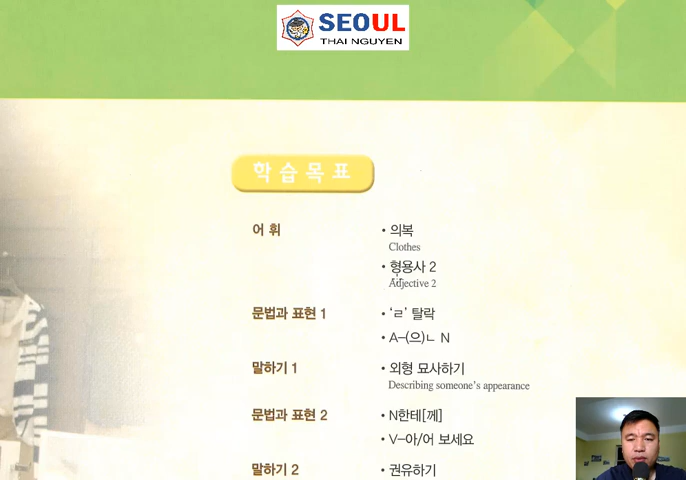 SEOUL
THAI NGUYEN
학습목표
어 휘
• 의복
Clothes
• 형용사 2
Adjective 2
문법과 표현 1
• ‘ㄹ’ 탈락
• A-(으)ㄴ N
말하기 1
• 외형 묘사하기
Describing someone's appearance
문법과 표현 2
• N한테[께]
• V-아/어 보세요
말하기 2
• 권유하기